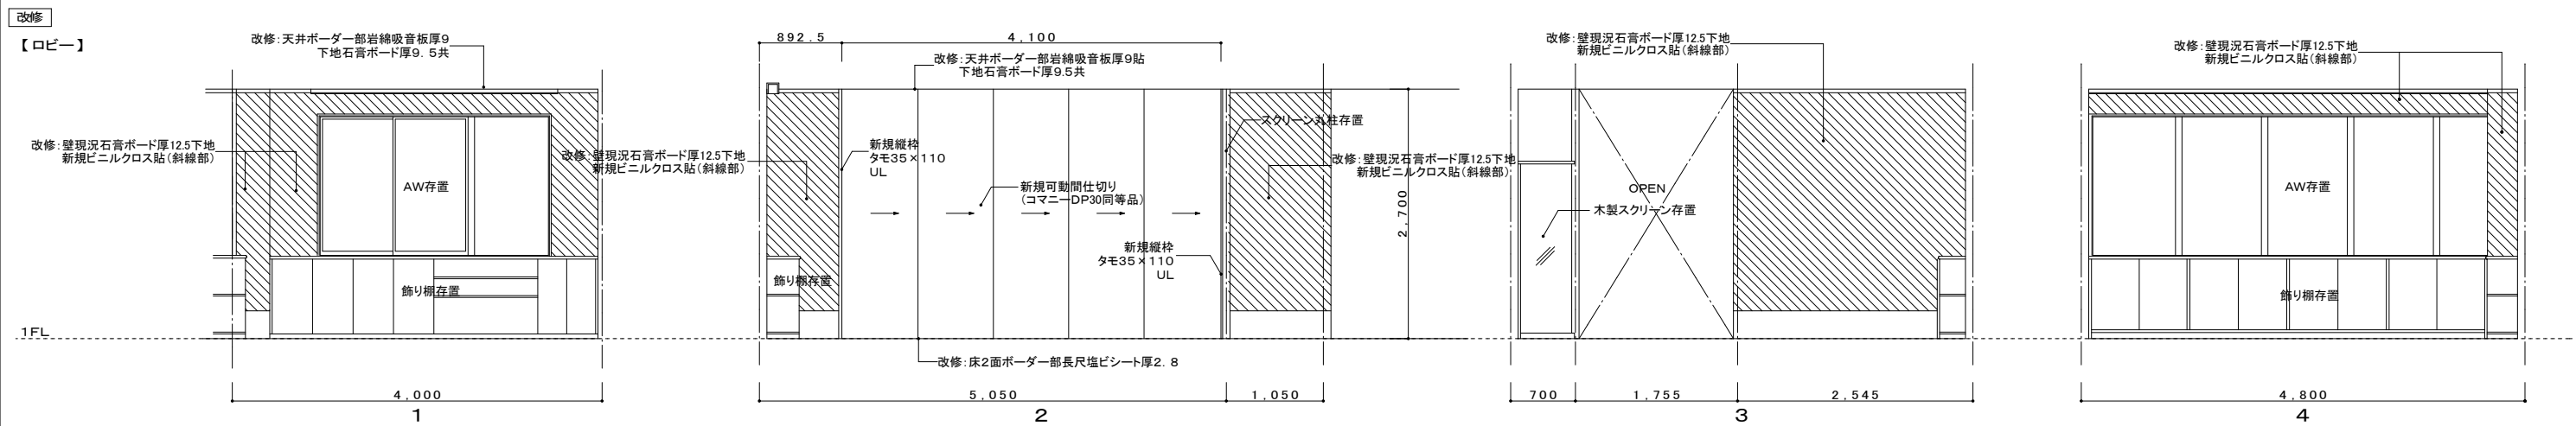 改修
【ロビー】
改修:天井ボーダー部岩綿吸音板厚9
下地石膏ボード厚9.5共
改修:壁現況石膏ボード厚12.5下地
新規ビニルクロス貼(斜線部)
AW存置
飾り棚存置
1FL
4,000
1
892.5
4,100
改修:天井ボーダー部岩綿吸音板厚9貼
下地石膏ボード厚9.5共
改修:壁現況石膏ボード厚12.5下地
新規ビニルクロス貼(斜線部)
新規縦枠
タモ35×110
UL
新規可動間仕切り
(コマニーDP30同等品)
スクリーン丸柱存置
改修:壁現況石膏ボード厚12.5下地
新規ビニルクロス貼(斜線部)
新規縦枠
タモ35×110
UL
飾り棚存置
2,700
改修:床2面ボーダー部長尺塩ビシート厚2.8
5,050
1,050
2
改修:壁現況石膏ボード厚12.5下地
新規ビニルクロス貼(斜線部)
OPEN
木製スクリーン存置
700
1,755
2,545
3
改修:壁現況石膏ボード厚12.5下地
新規ビニルクロス貼(斜線部)
AW存置
飾り棚存置
4,800
4